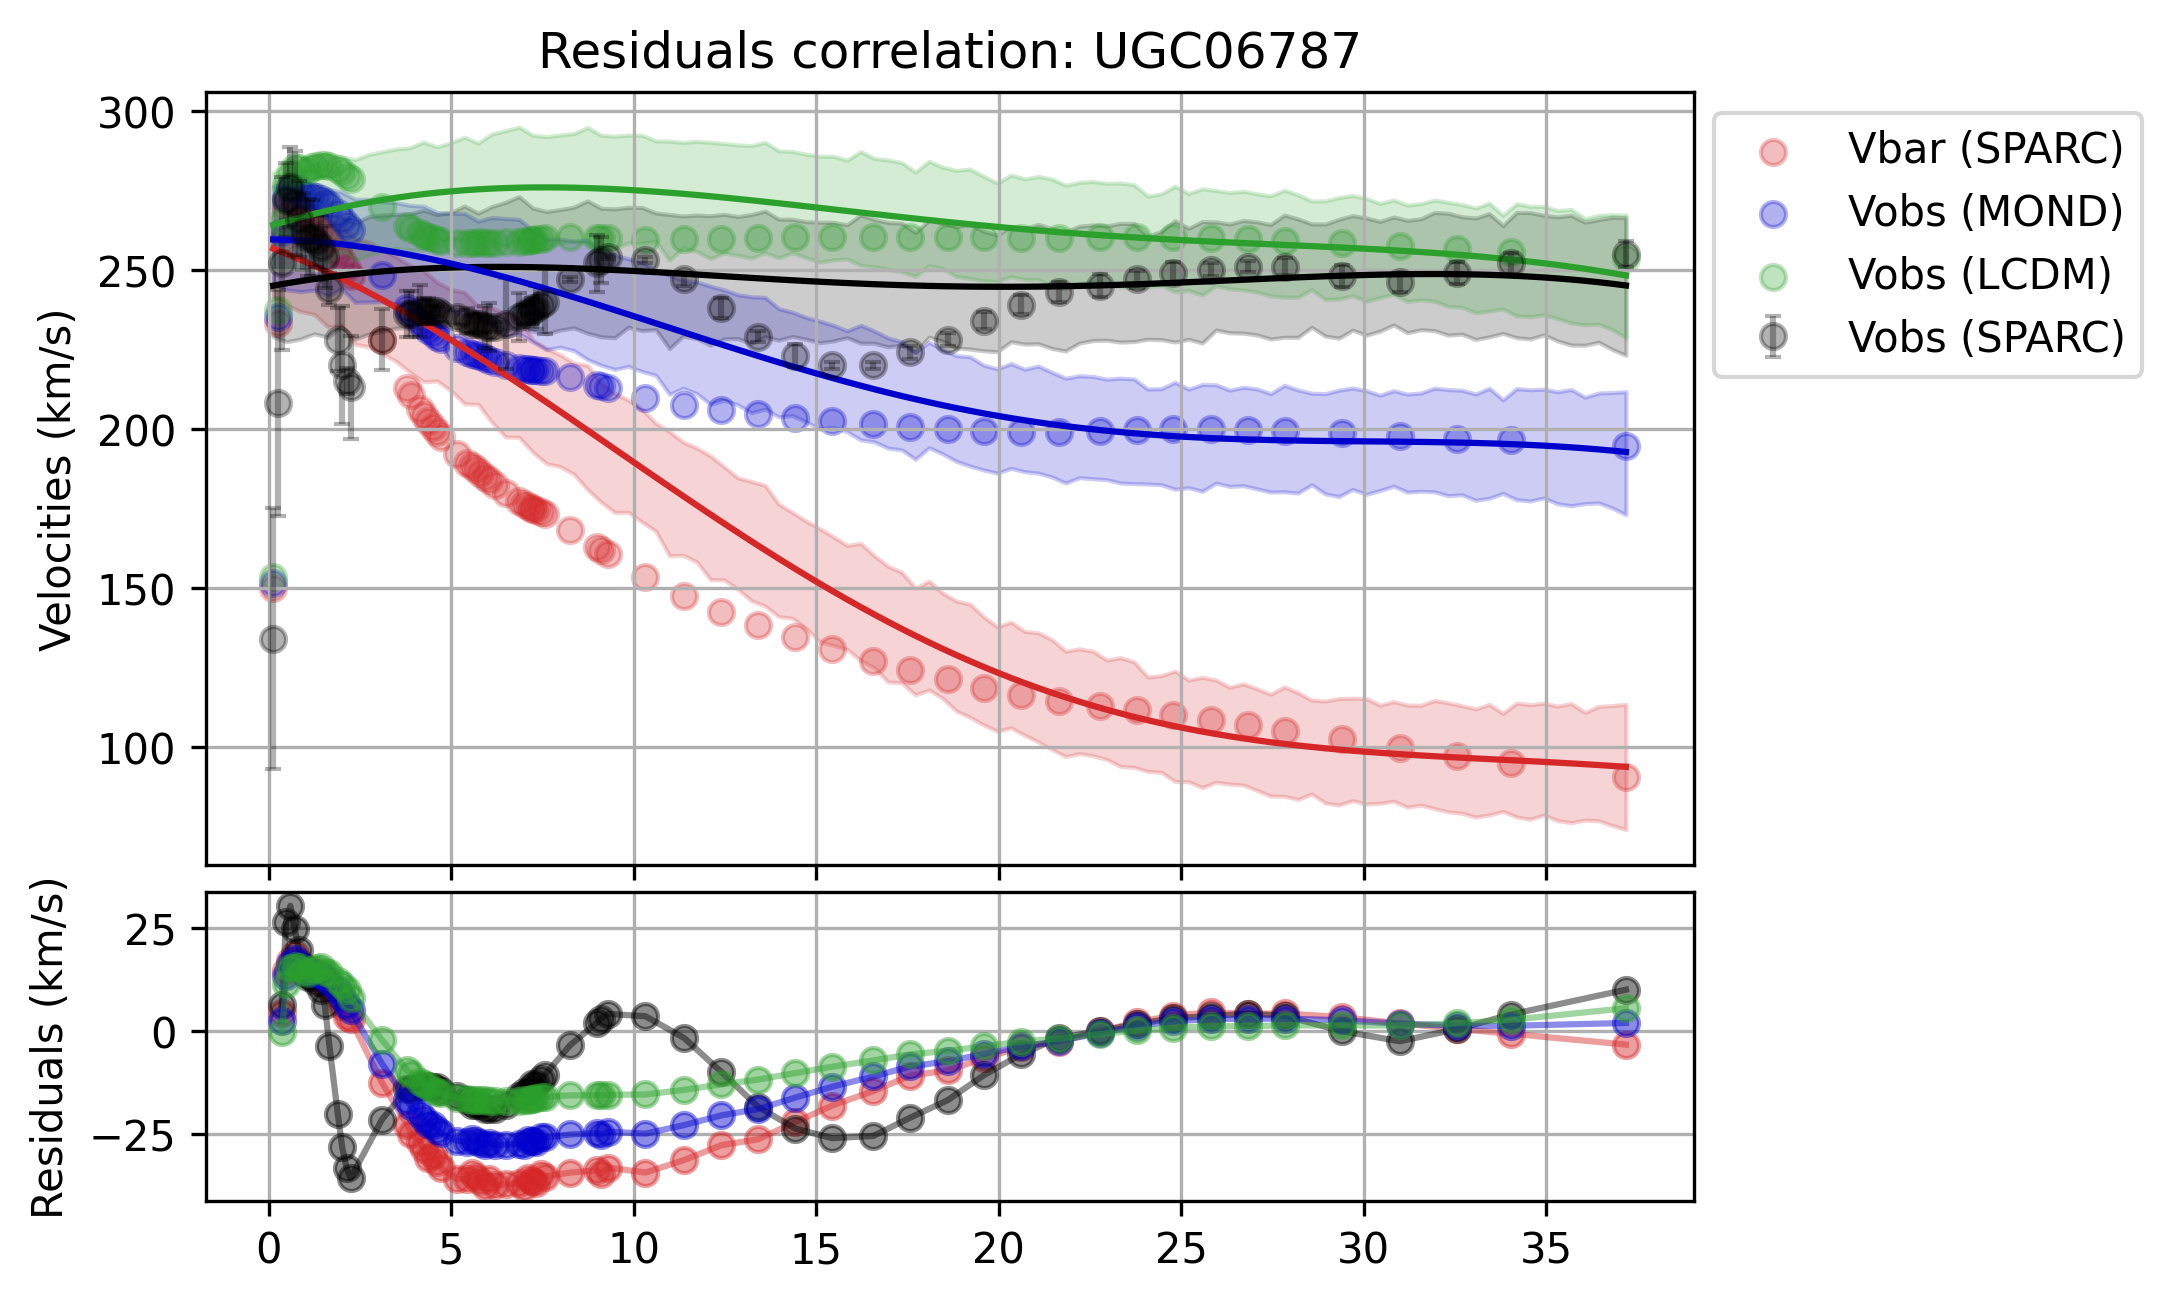 Residuals correlation: UGC06787
300
250
200
150
100
Velocities (km/s)
Vbar (SPARC)
Vobs (MOND)
Vobs (LCDM)
Vobs (SPARC)
25
0
−25
Residuals (km/s)
0 5 10 15 20 25 30 35